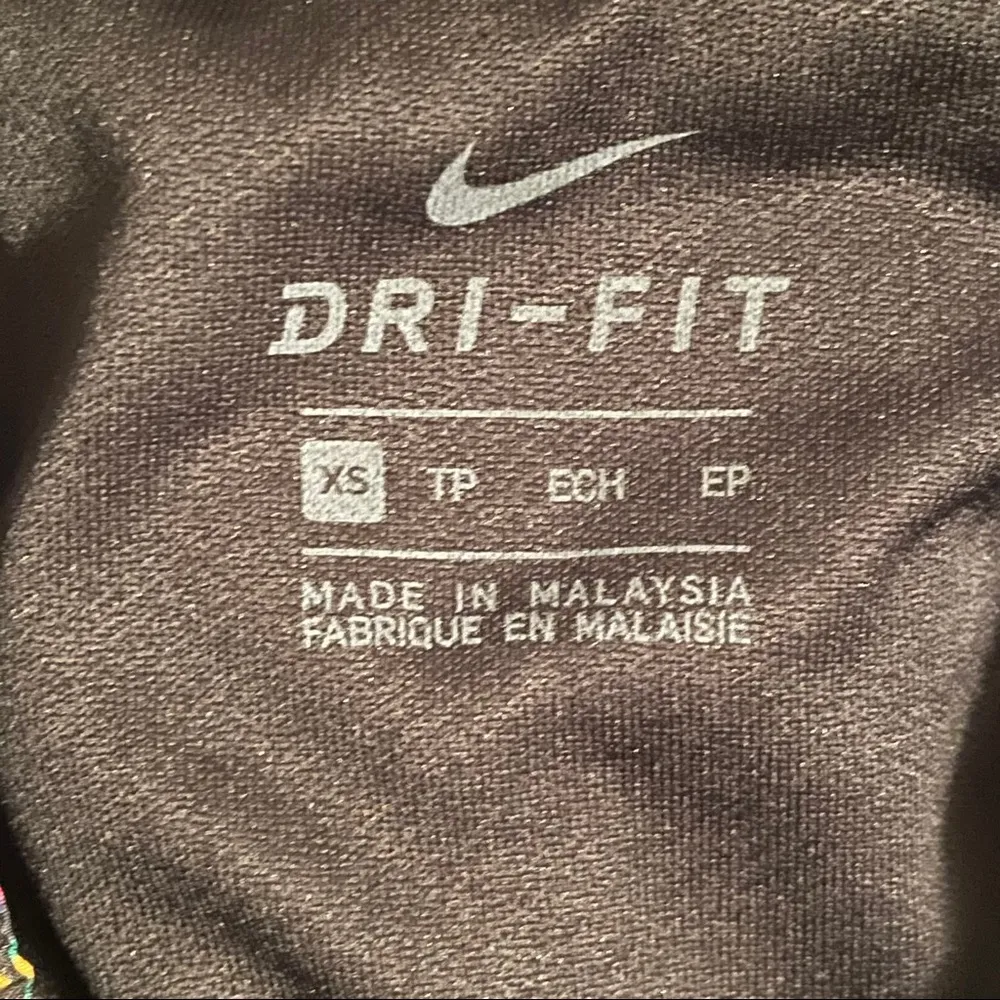 DRI-FIT
XS TP ECH EP
MADE IN MALAYSIA
FABRIQUE EN MALAISIE